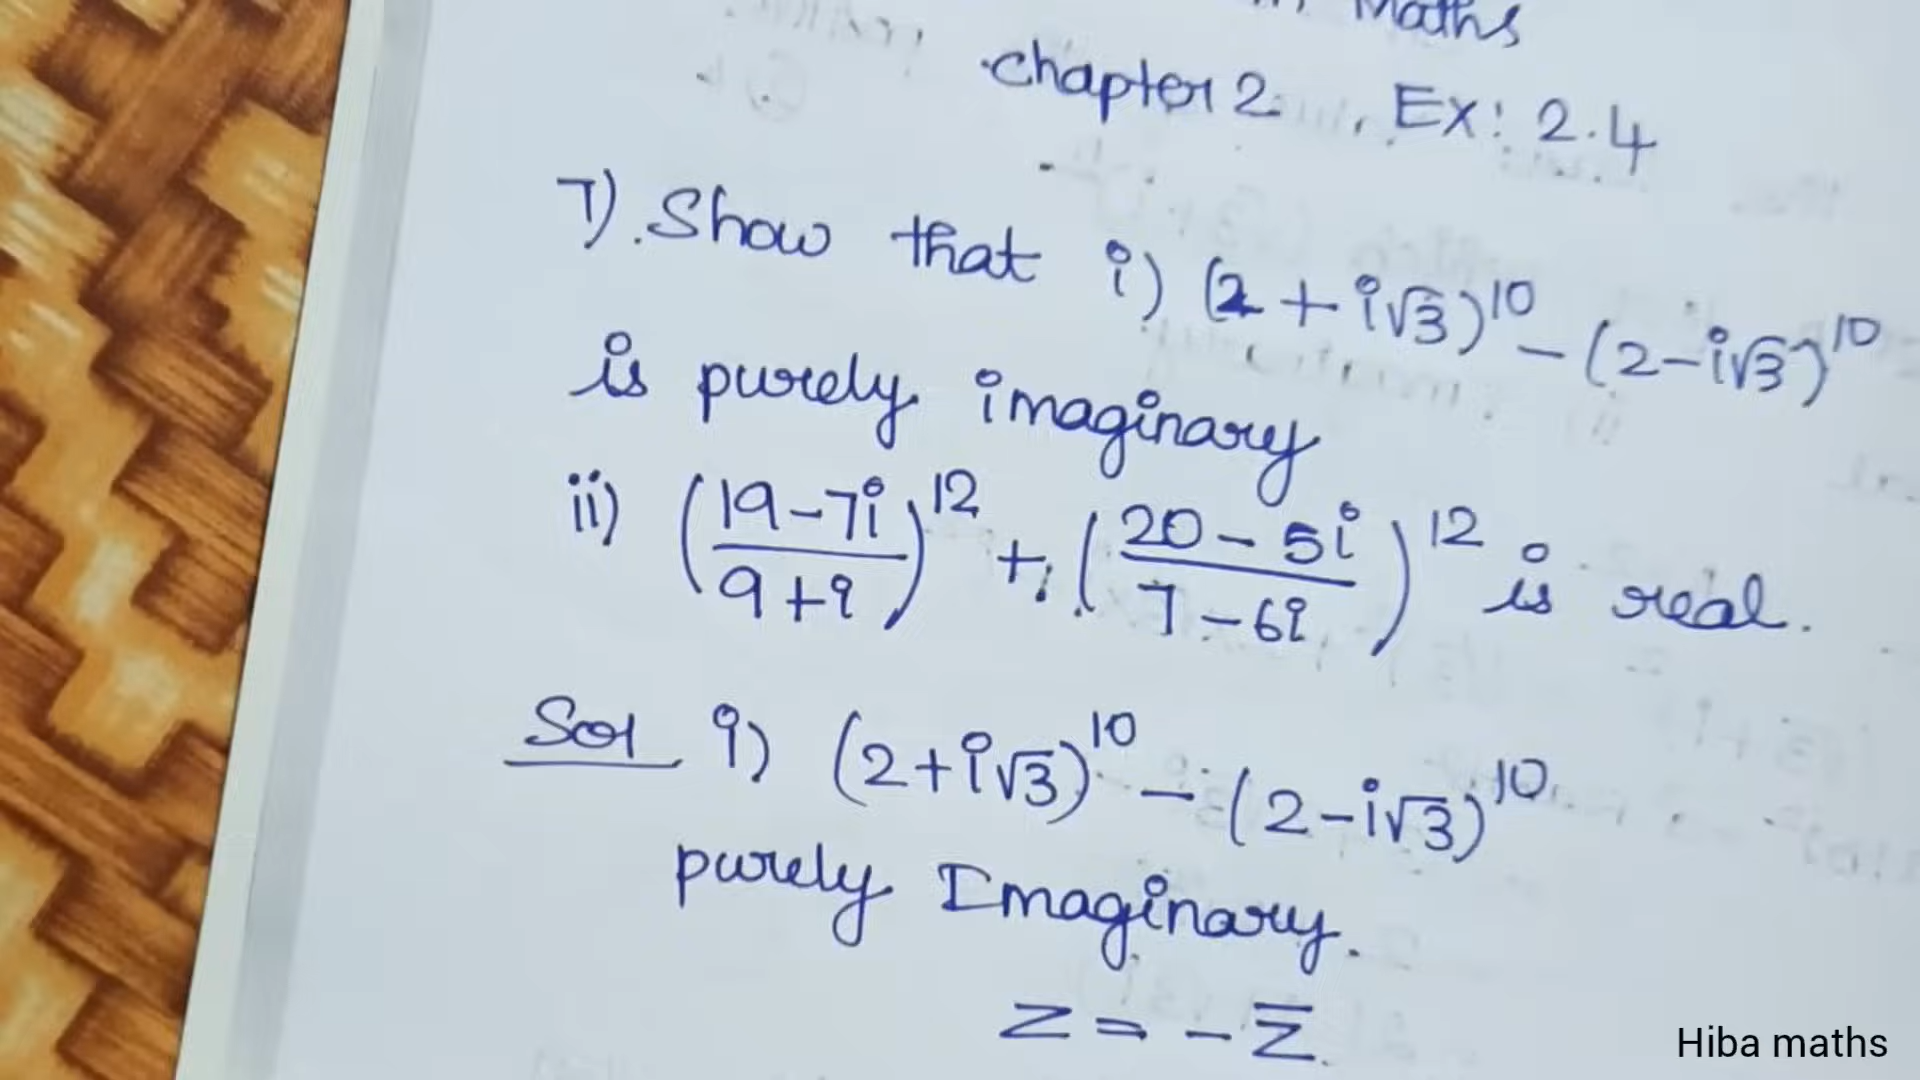 Maths
chapter 2, Ex: 2.4
7). Show that i) (2 + i√3)¹⁰ − (2−i√3)¹⁰
is purely imaginary
ii) ((19−7i)/(9+i))¹² + ((20−5i)/(7−6i))¹² is real.
Sol i) (2+i√3)¹⁰ − (2−i√3)¹⁰
purely Imaginary.
Z = −Z̅
Hiba maths